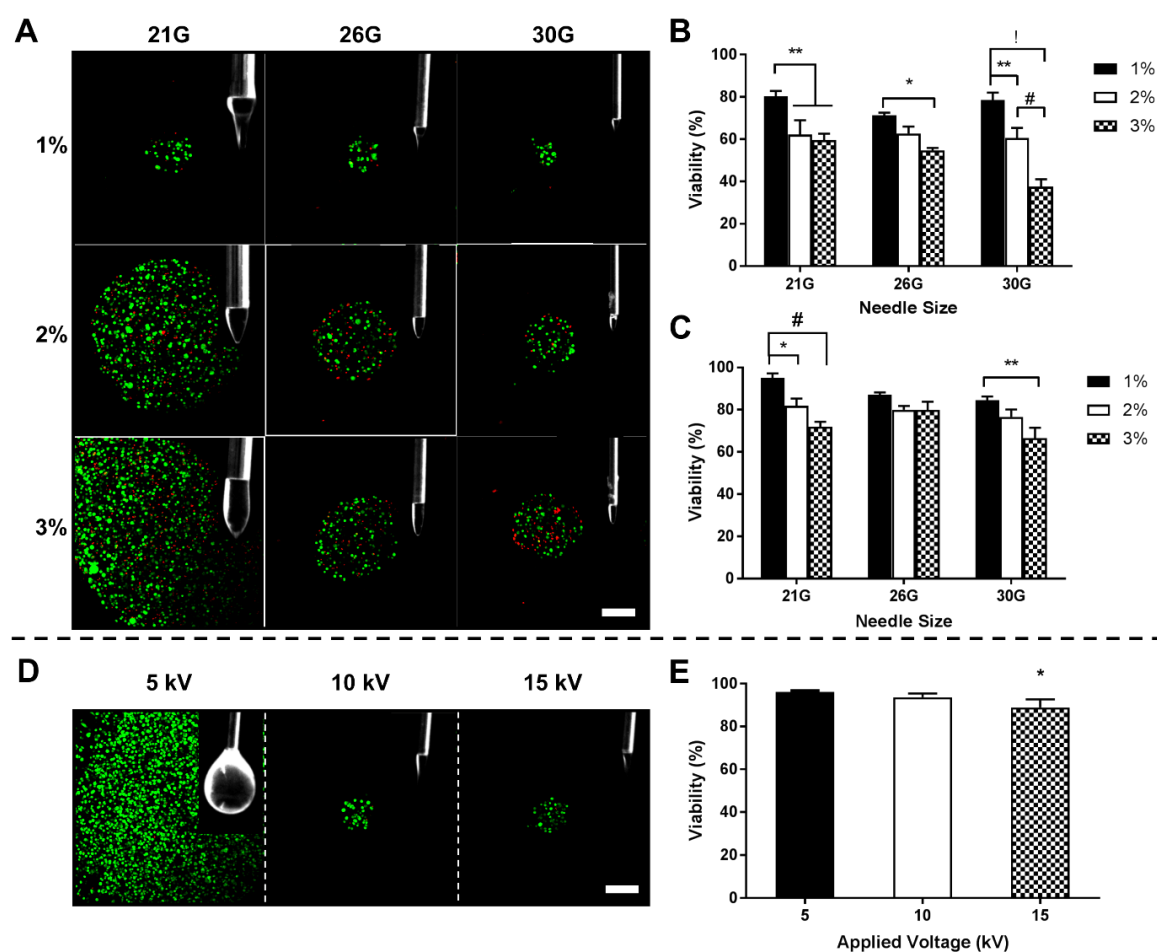 A
21G 26G 30G
1%
2%
3%
B
Viability (%)
100
80
60
40
20
0
** * ! ** #
1%
2%
3%
21G 26G 30G
Needle Size
C
Viability (%)
100
80
60
40
20
0
# * **
1%
2%
3%
21G 26G 30G
Needle Size
D
5 kV 10 kV 15 kV
E
Viability (%)
100
80
60
40
20
0
*
5 10 15
Applied Voltage (kV)